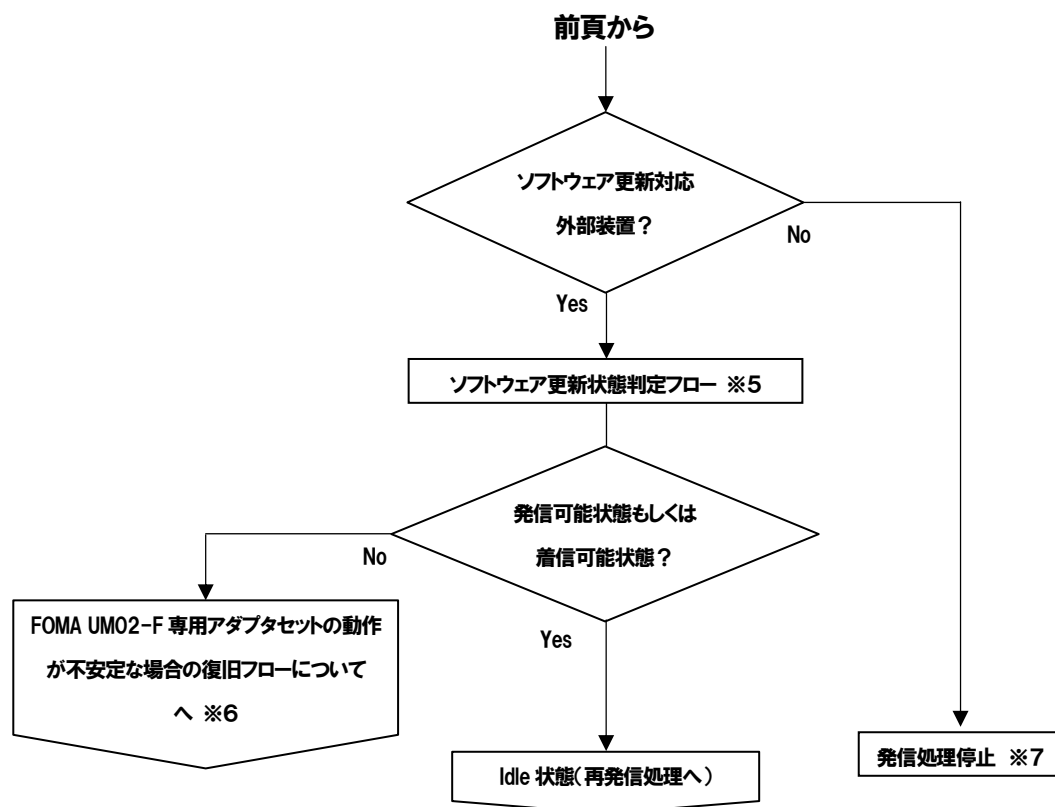 前頁から
ソフトウェア更新対応
外部装置？
No
Yes
ソフトウェア更新状態判定フロー ※5
発信可能状態もしくは
着信可能状態？
No
Yes
FOMA UM02-F 専用アダプタセットの動作
が不安定な場合の復旧フローについて
へ ※6
Idle 状態（再発信処理へ）
発信処理停止 ※7